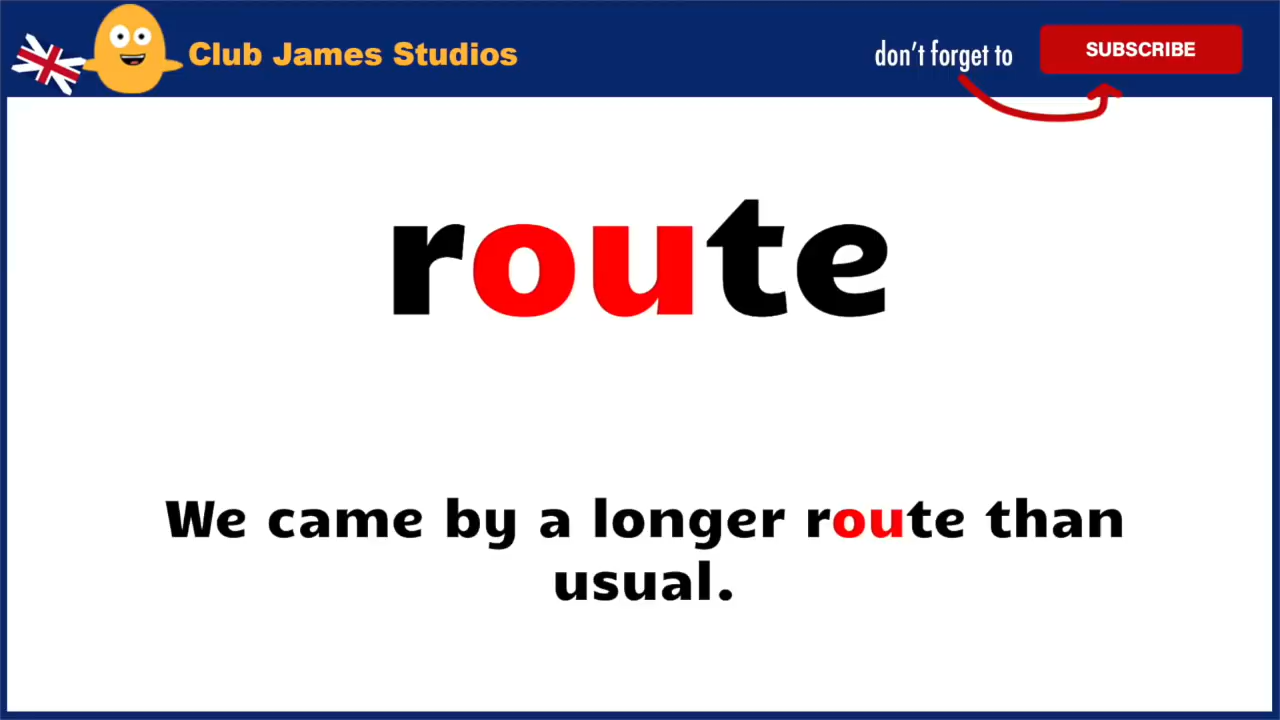 Club James Studios
don't forget to
SUBSCRIBE
route
We came by a longer route than
usual.